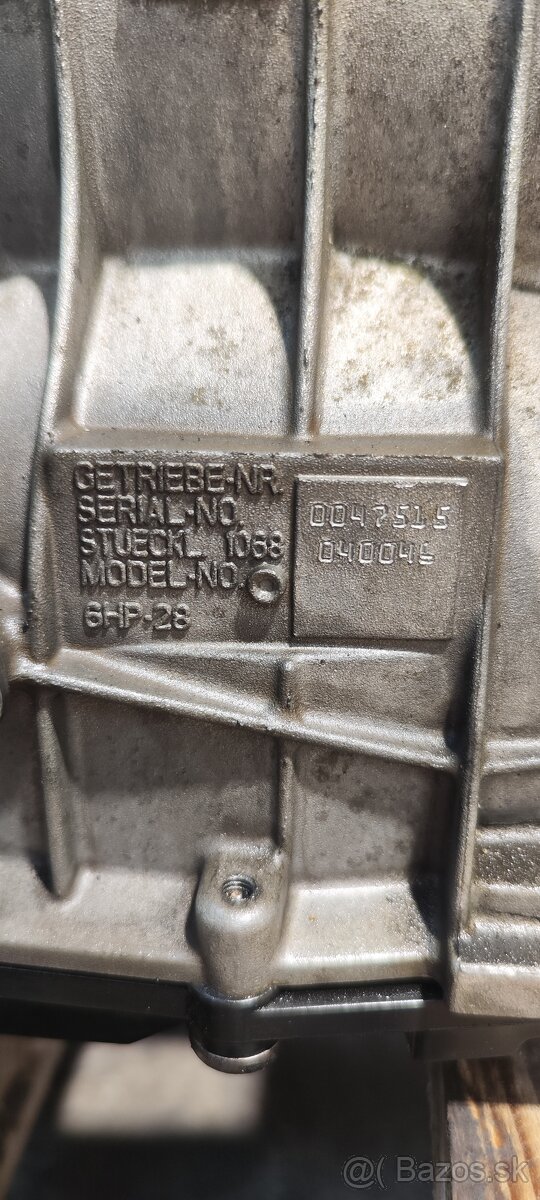 GETRIEBE-NR.
SERIAL-NO.
STUECKL. 1068
MODEL-NO.
6HP-28
0047515
040046
@( Bazos.sk